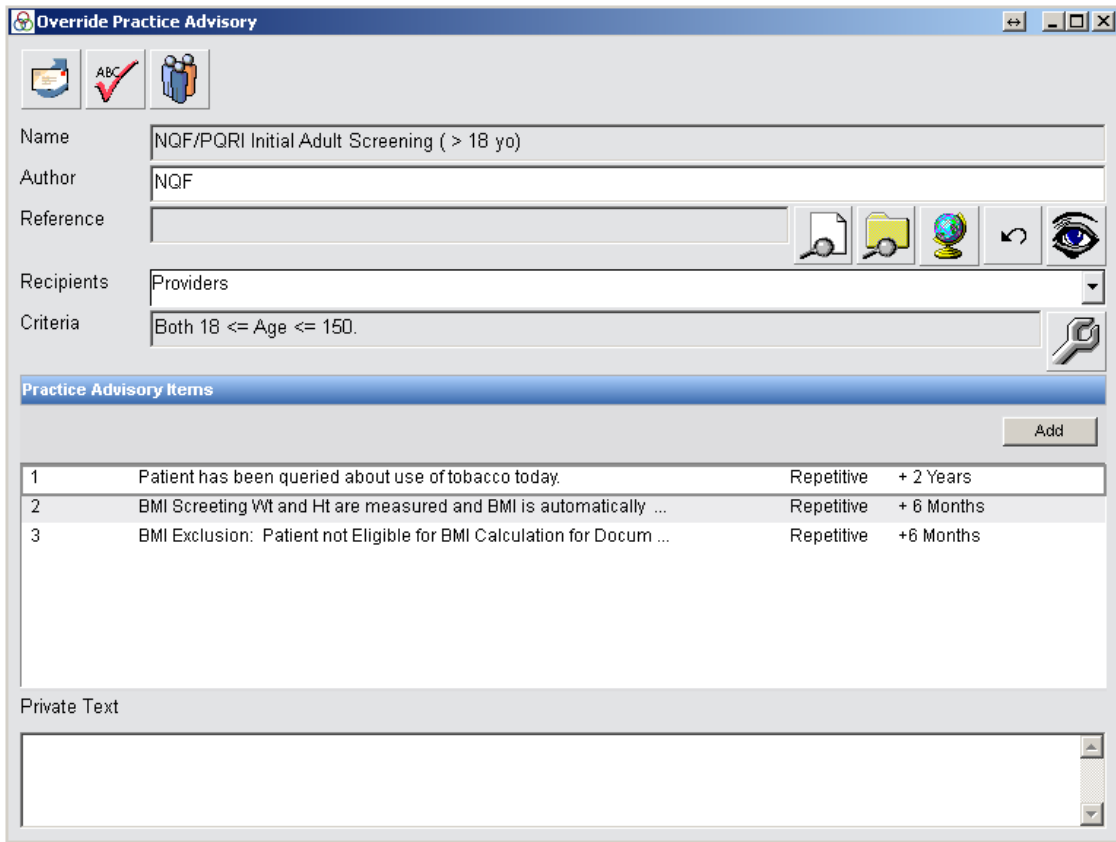 Override Practice Advisory
ABC
Name NQF/PQRI Initial Adult Screening ( > 18 yo)
Author NQF
Reference
Recipients Providers
Criteria Both 18 <= Age <= 150.
Practice Advisory Items
Add
1 Patient has been queried about use of tobacco today. Repetitive + 2 Years
2 BMI Screeting Wt and Ht are measured and BMI is automatically ... Repetitive + 6 Months
3 BMI Exclusion: Patient not Eligible for BMI Calculation for Docum ... Repetitive +6 Months
Private Text